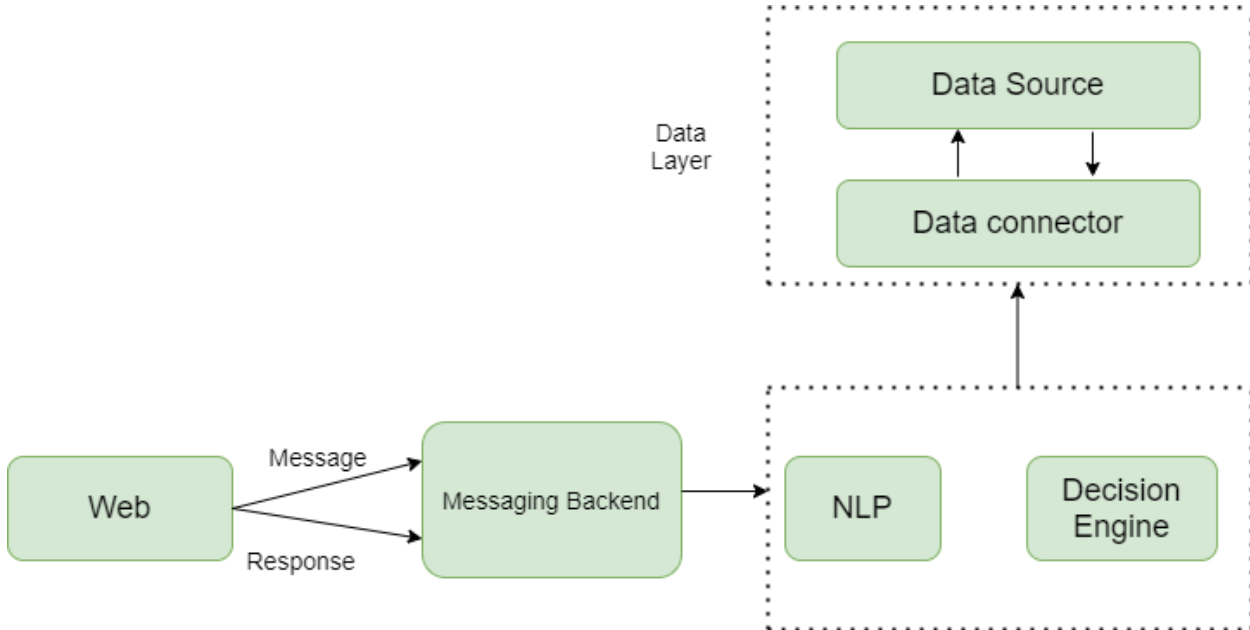 Data Source
Data
Layer
Data connector
Message
Web
Messaging Backend
NLP
Decision
Engine
Response